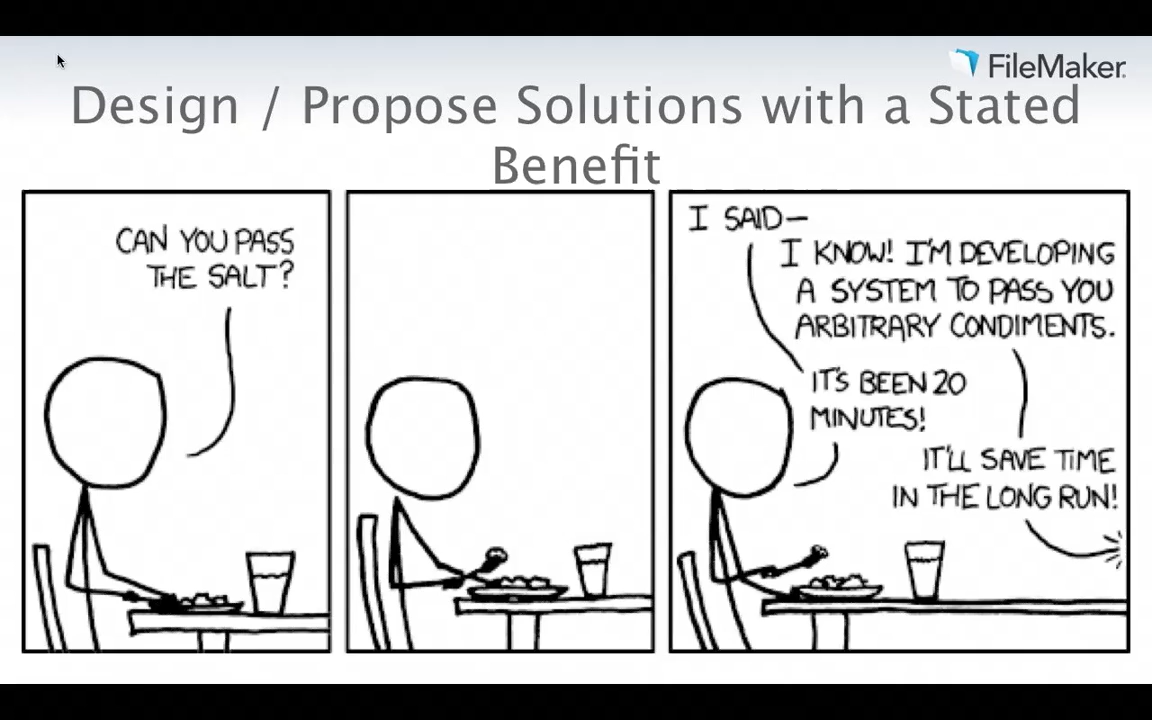 FileMaker.
Design / Propose Solutions with a Stated
Benefit
CAN YOU PASS
THE SALT?
I SAID—
I KNOW! I'M DEVELOPING
A SYSTEM TO PASS YOU
ARBITRARY CONDIMENTS.
IT'S BEEN 20
MINUTES!
IT'LL SAVE TIME
IN THE LONG RUN!